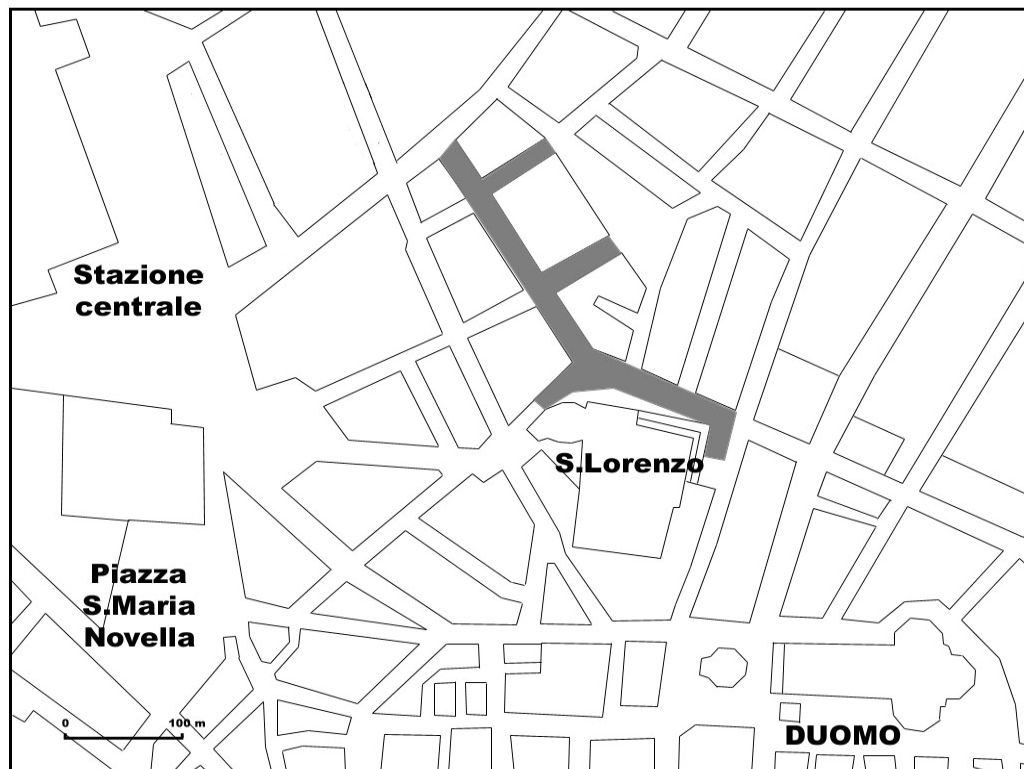 Stazione
centrale
S.Lorenzo
Piazza
S.Maria
Novella
0 100 m
DUOMO